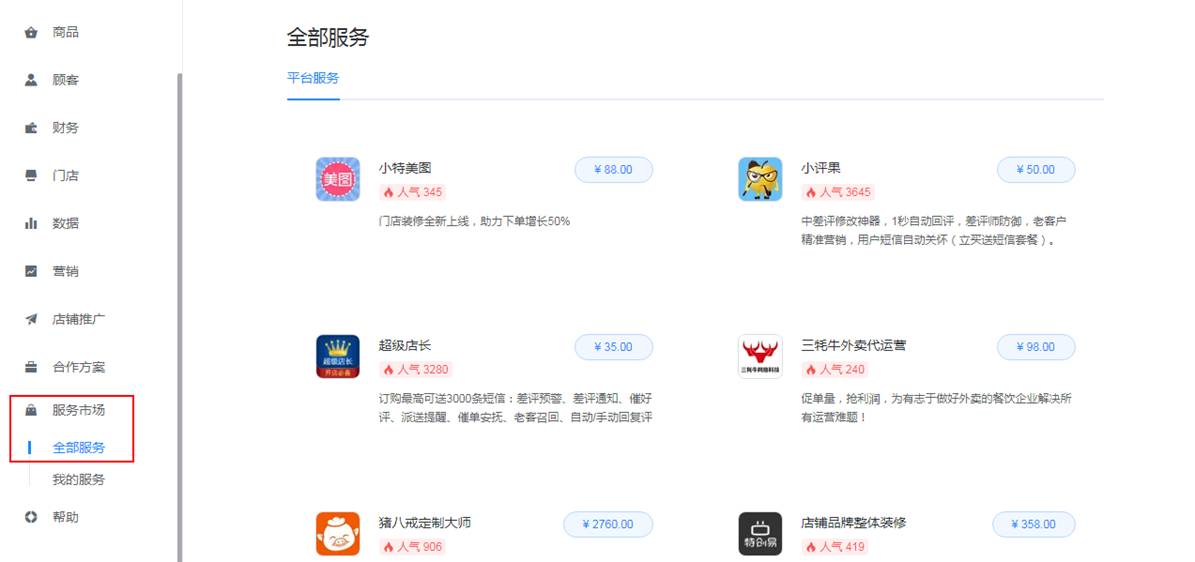 商品
顾客
财务
门店
数据
营销
店铺推广
合作方案
服务市场
全部服务
我的服务
帮助
全部服务
平台服务
美图
小特美图
¥ 88.00
人气 345
门店装修全新上线，助力下单增长50%
小评果
¥ 50.00
人气 3645
中差评修改神器，1秒自动回评，差评师防御，老客户
精准营销，用户短信自动关怀（立买送短信套餐）。
超级店长
开店必备
超级店长
¥ 35.00
人气 3280
订购最高可送3000条短信：差评预警、差评通知、催好
评、派送提醒、催单安抚、老客召回、自动/手动回复评
三牦牛网络科技
三牦牛外卖代运营
¥ 98.00
人气 240
促单量，抢利润，为有志于做好外卖的餐饮企业解决所
有运营难题！
猪八戒定制大师
¥ 2760.00
人气 906
特创易
店铺品牌整体装修
¥ 358.00
人气 419